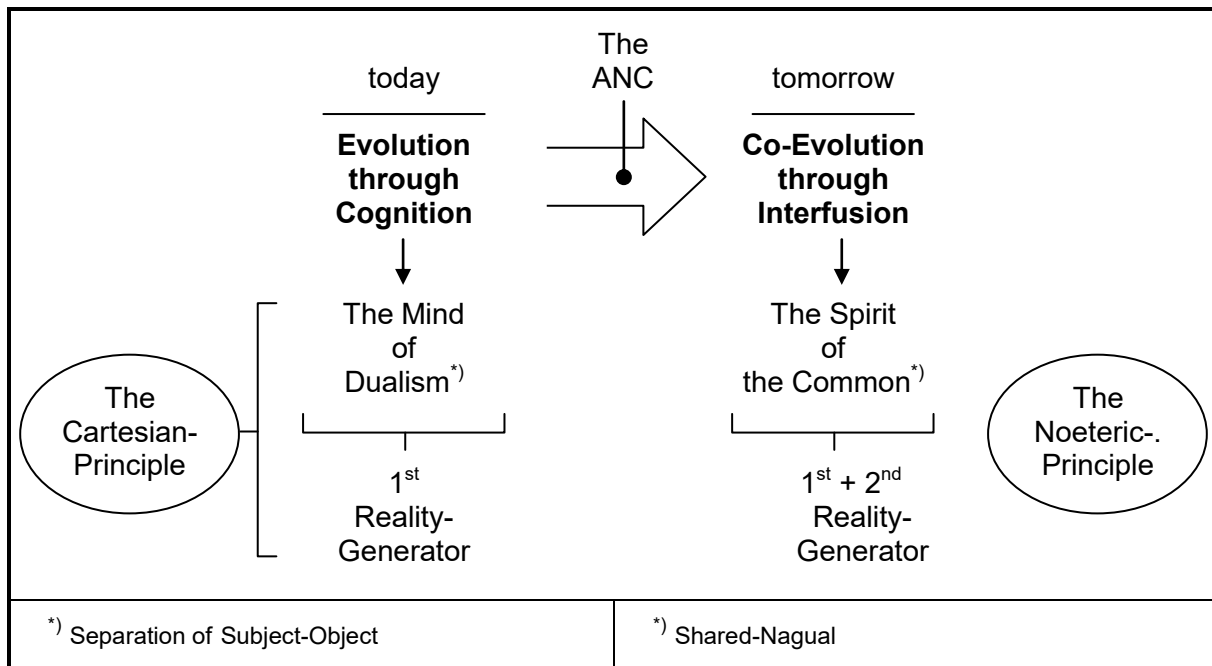 The
ANC
today
Evolution
through
Cognition
tomorrow
Co-Evolution
through
Interfusion
The Mind
of
Dualism*)
The Spirit
of
the Common*)
The
Cartesian-
Principle
The
Noeteric-.
Principle
1st
Reality-
Generator
1st + 2nd
Reality-
Generator
*) Separation of Subject-Object
*) Shared-Nagual